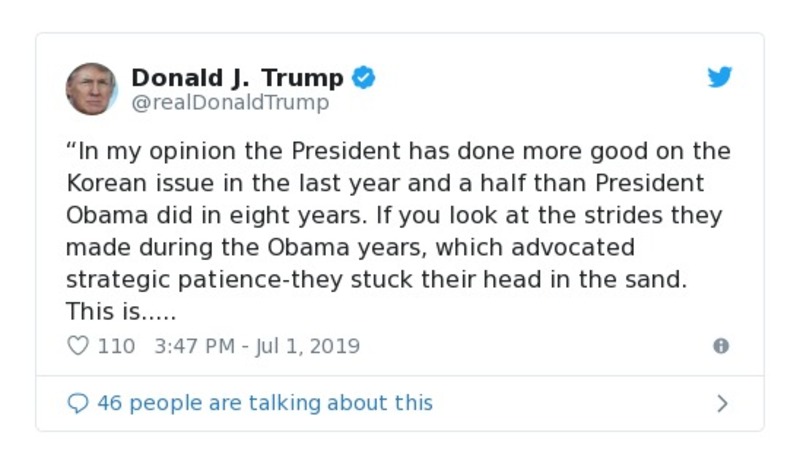 Donald J. Trump
@realDonaldTrump
“In my opinion the President has done more good on the
Korean issue in the last year and a half than President
Obama did in eight years. If you look at the strides they
made during the Obama years, which advocated
strategic patience-they stuck their head in the sand.
This is.....
110 3:47 PM - Jul 1, 2019
46 people are talking about this